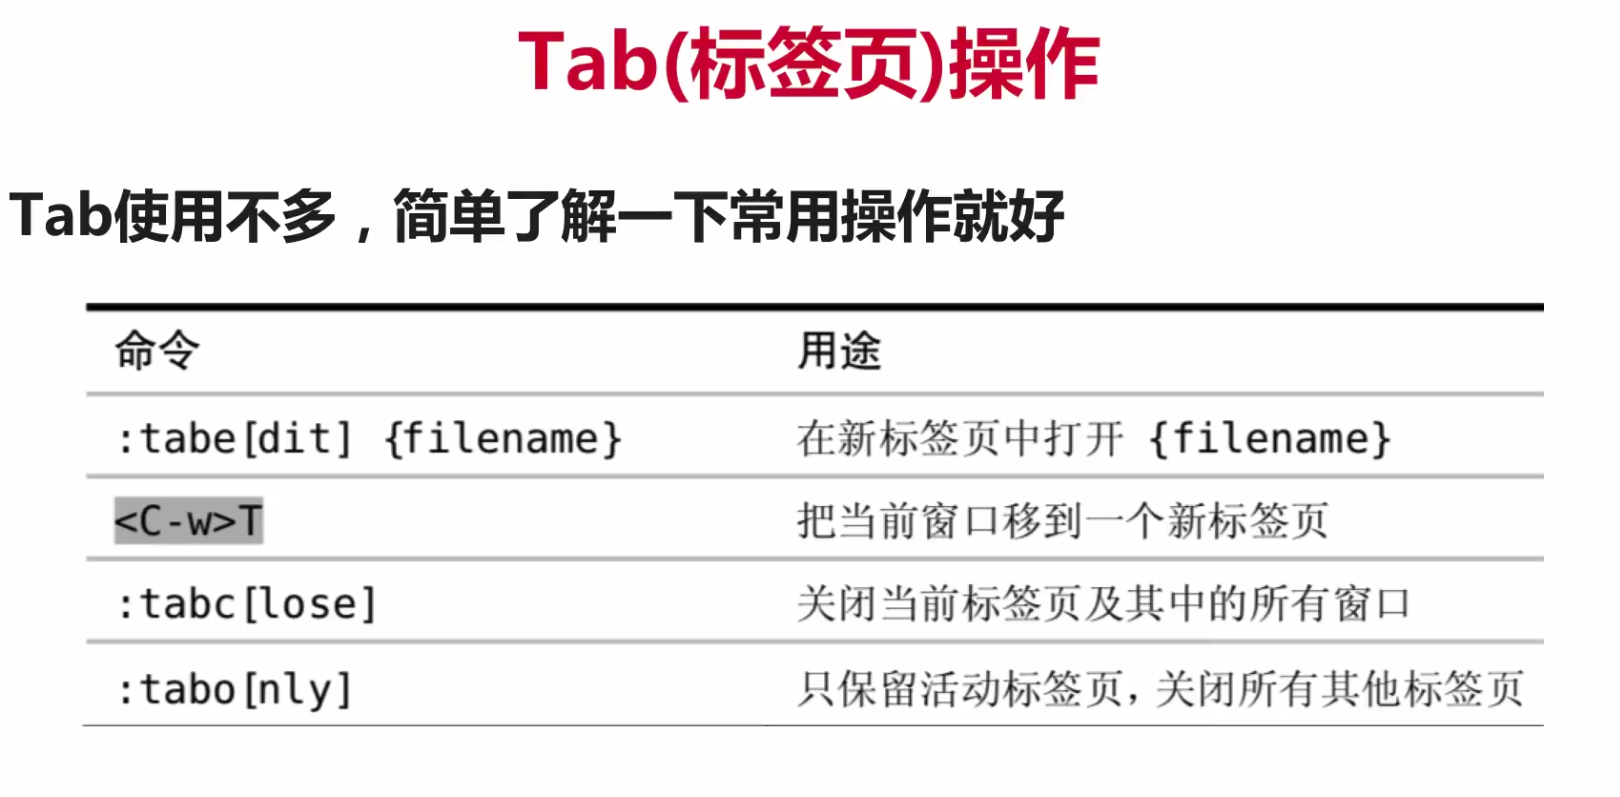 Tab(标签页)操作
Tab使用不多，简单了解一下常用操作就好
命令 用途
:tabe[dit] {filename} 在新标签页中打开 {filename}
<C-w>T 把当前窗口移到一个新标签页
:tabc[lose] 关闭当前标签页及其中的所有窗口
:tabo[nly] 只保留活动标签页，关闭所有其他标签页